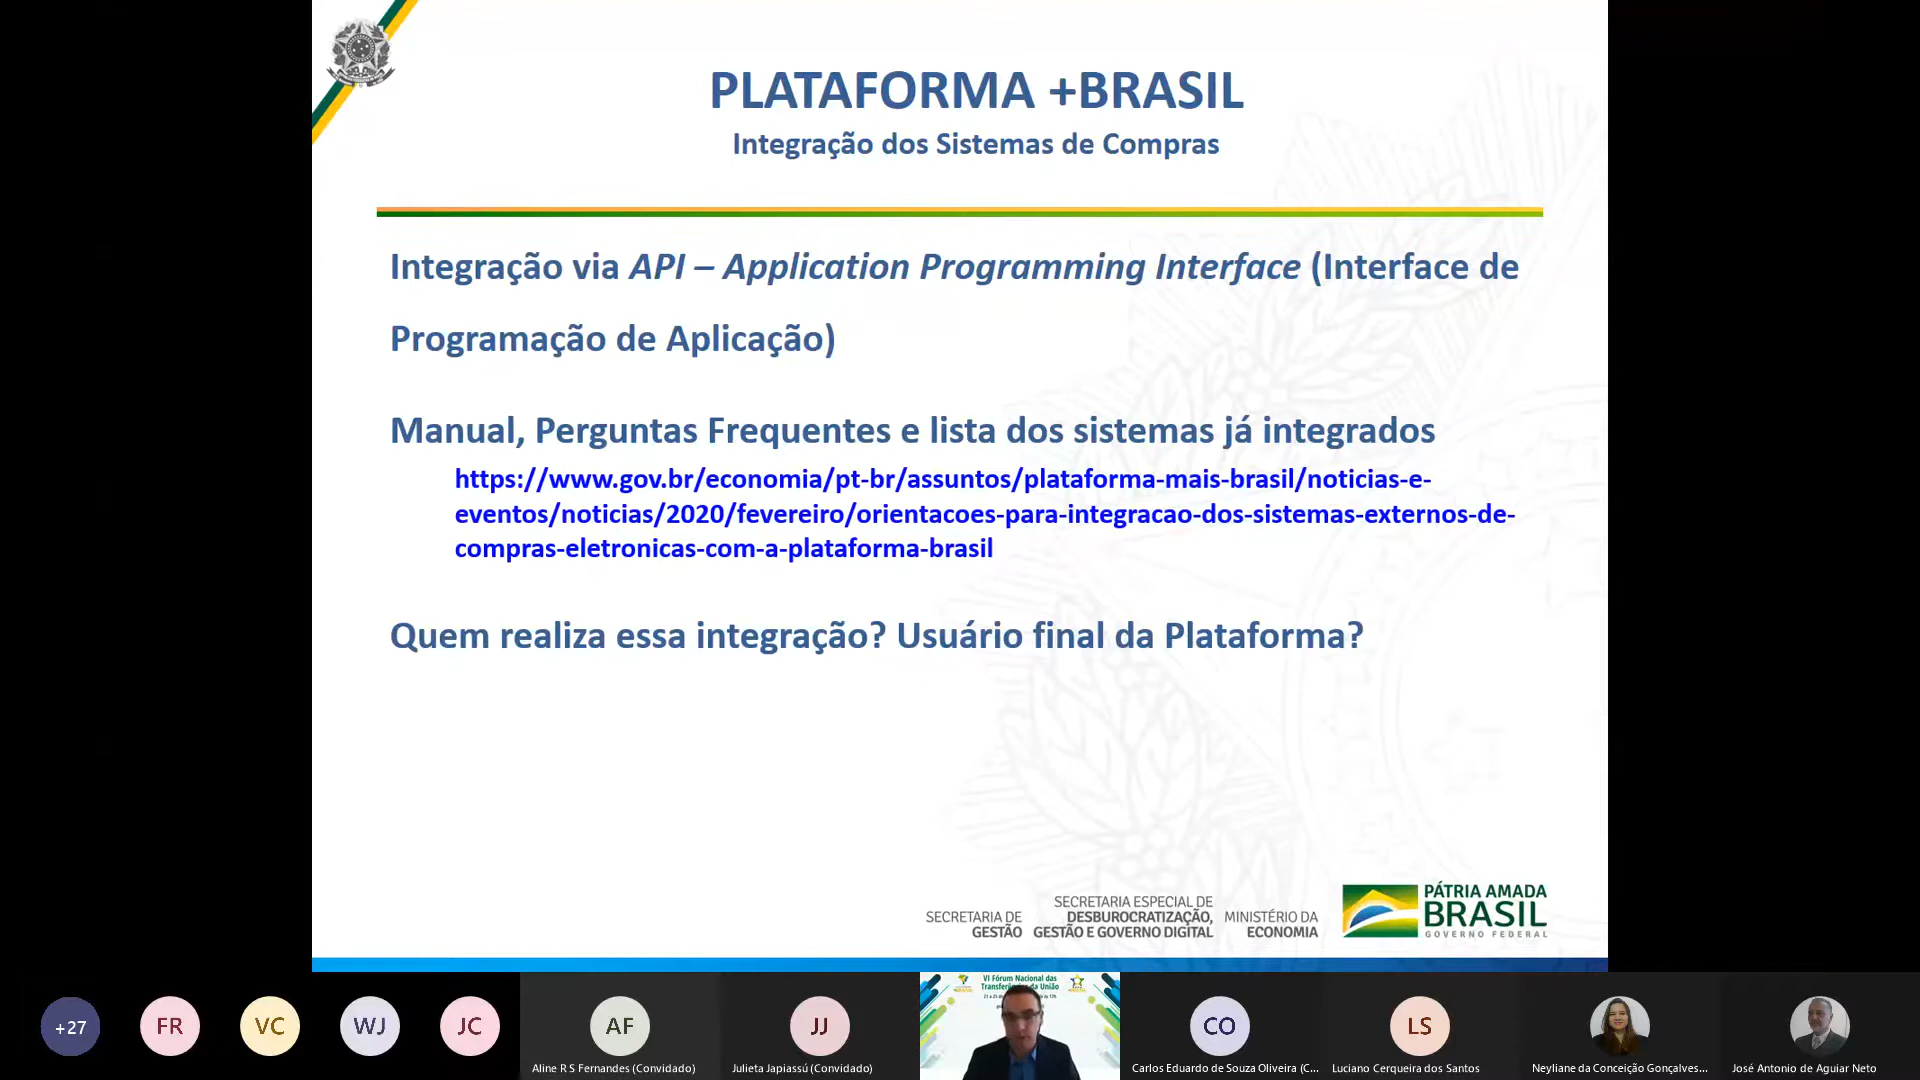 PLATAFORMA +BRASIL
Integração dos Sistemas de Compras
Integração via API – Application Programming Interface (Interface de
Programação de Aplicação)
Manual, Perguntas Frequentes e lista dos sistemas já integrados
https://www.gov.br/economia/pt-br/assuntos/plataforma-mais-brasil/noticias-e-
eventos/noticias/2020/fevereiro/orientacoes-para-integracao-dos-sistemas-externos-de-
compras-eletronicas-com-a-plataforma-brasil
Quem realiza essa integração? Usuário final da Plataforma?
SECRETARIA DE
GESTÃO
SECRETARIA ESPECIAL DE
DESBUROCRATIZAÇÃO,
GESTÃO E GOVERNO DIGITAL
MINISTÉRIO DA
ECONOMIA
PÁTRIA AMADA
BRASIL
GOVERNO FEDERAL
+27
FR
VC
WJ
JC
AF
Aline R S Fernandes (Convidado)
JJ
Julieta Japiassú (Convidado)
VI Fórum Nacional das
CO
Carlos Eduardo de Souza Oliveira (C...
LS
Luciano Cerqueira dos Santos
Neyliane da Conceição Gonçalves...
José Antonio de Aguiar Neto